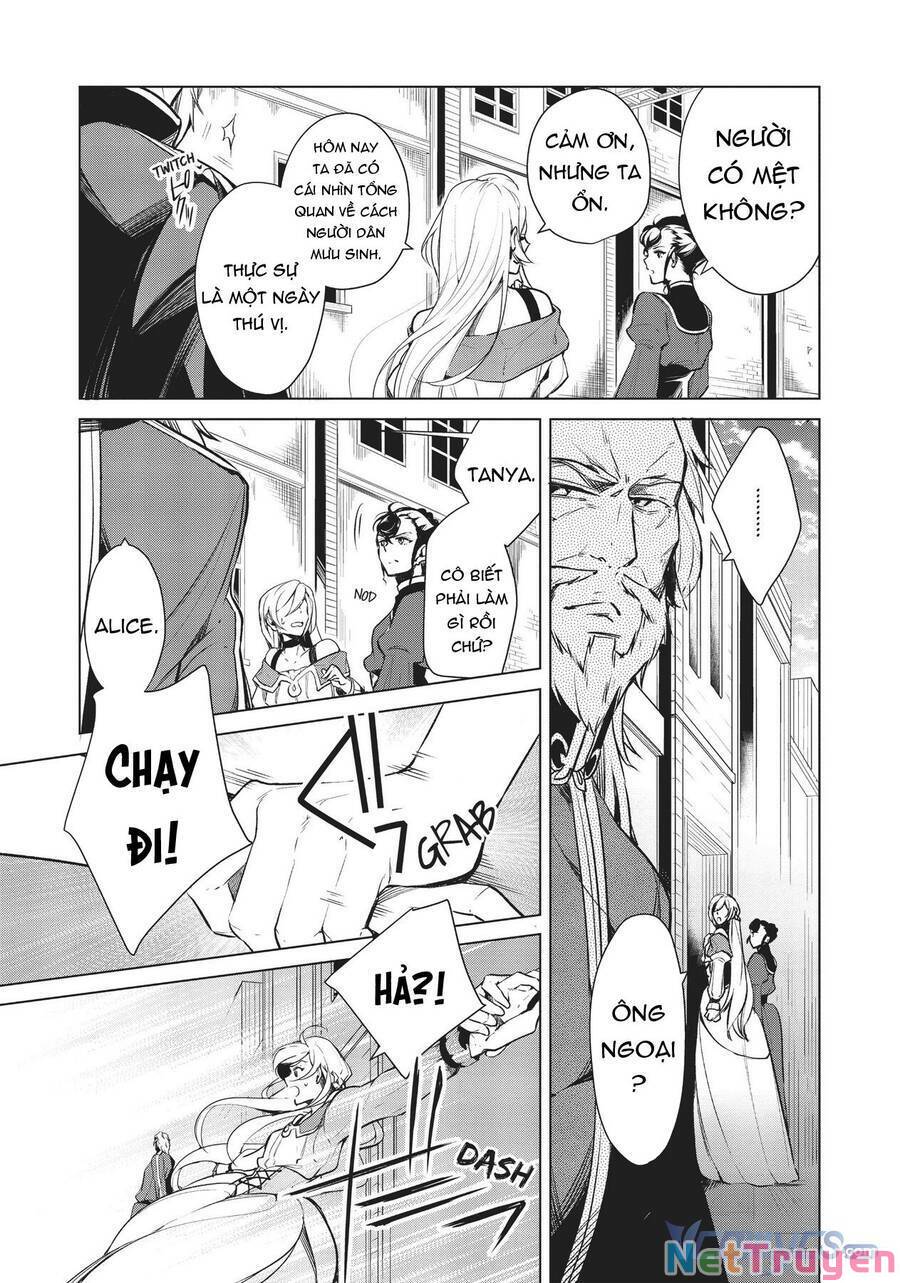 NGƯỜI
CÓ MỆT
KHÔNG?
CẢM ƠN,
NHƯNG TA
ỔN.
HÔM NAY
TA ĐÃ CÓ
CÁI NHÌN TỔNG
QUAN VỀ CÁCH
NGƯỜI DÂN
MƯU SINH.
THỰC SỰ
LÀ MỘT NGÀY
THÚ VỊ.
TWITCH
.........
ÔNG
NGOẠI
?
TANYA.
CÔ BIẾT
PHẢI LÀM
GÌ RỒI
CHỨ?
NOD
ALICE.
CHẠY
ĐI!
GRAB
HẢ?!
DASH
NETTRUYEN